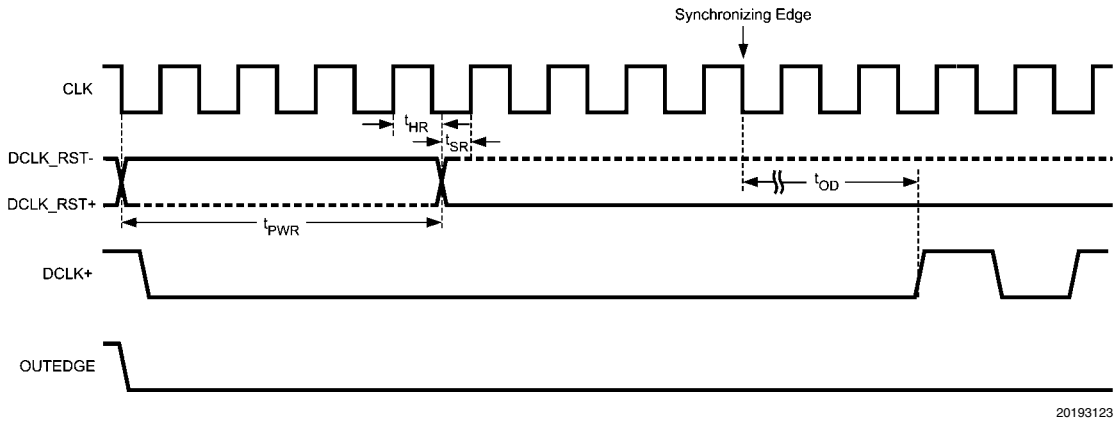 Synchronizing Edge
CLK
tHR
tSR
DCLK_RST-
tOD
DCLK_RST+
tPWR
DCLK+
OUTEDGE
20193123